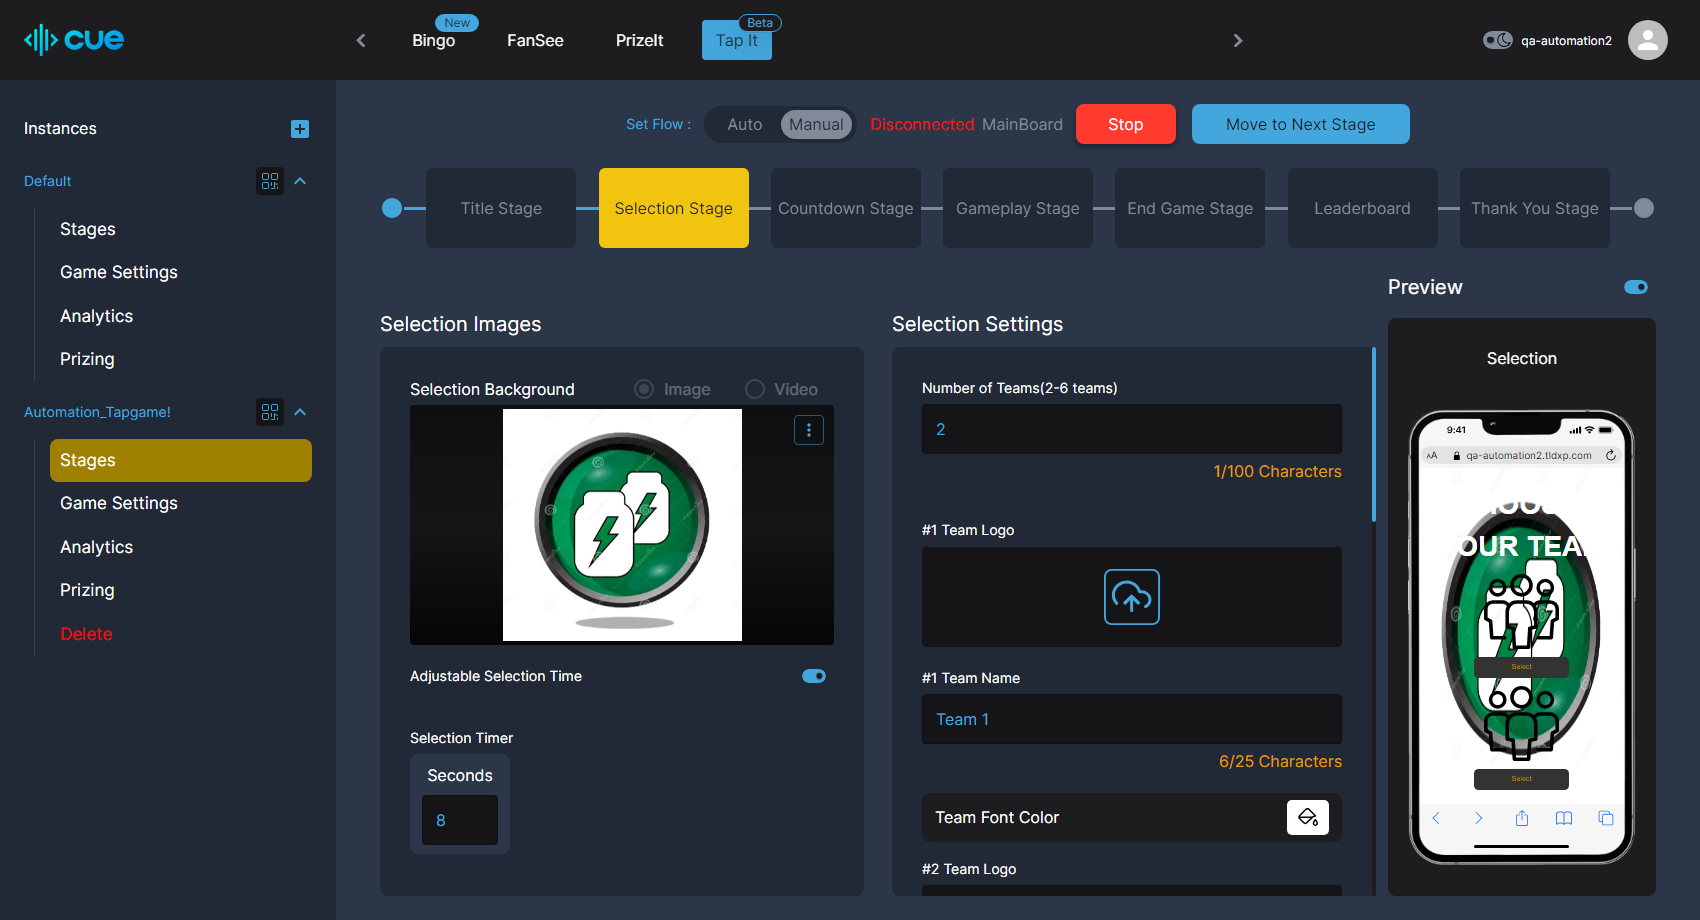 cue
Bingo
New
FanSee
PrizeIt
Tap It
Beta
qa-automation2
Instances
Default
Stages
Game Settings
Analytics
Prizing
Automation_Tapgame!
Stages
Game Settings
Analytics
Prizing
Delete
Set Flow :
Auto
Manual
Disconnected MainBoard
Stop
Move to Next Stage
Title Stage
Selection Stage
Countdown Stage
Gameplay Stage
End Game Stage
Leaderboard
Thank You Stage
Selection Images
Selection Background
Image
Video
Adjustable Selection Time
Selection Timer
Seconds
8
Selection Settings
Number of Teams(2-6 teams)
2
1/100 Characters
#1 Team Logo
#1 Team Name
Team 1
6/25 Characters
Team Font Color
#2 Team Logo
Preview
Selection
9:41
AA
qa-automation2.tldxp.com
OUR TEA
Select
Select